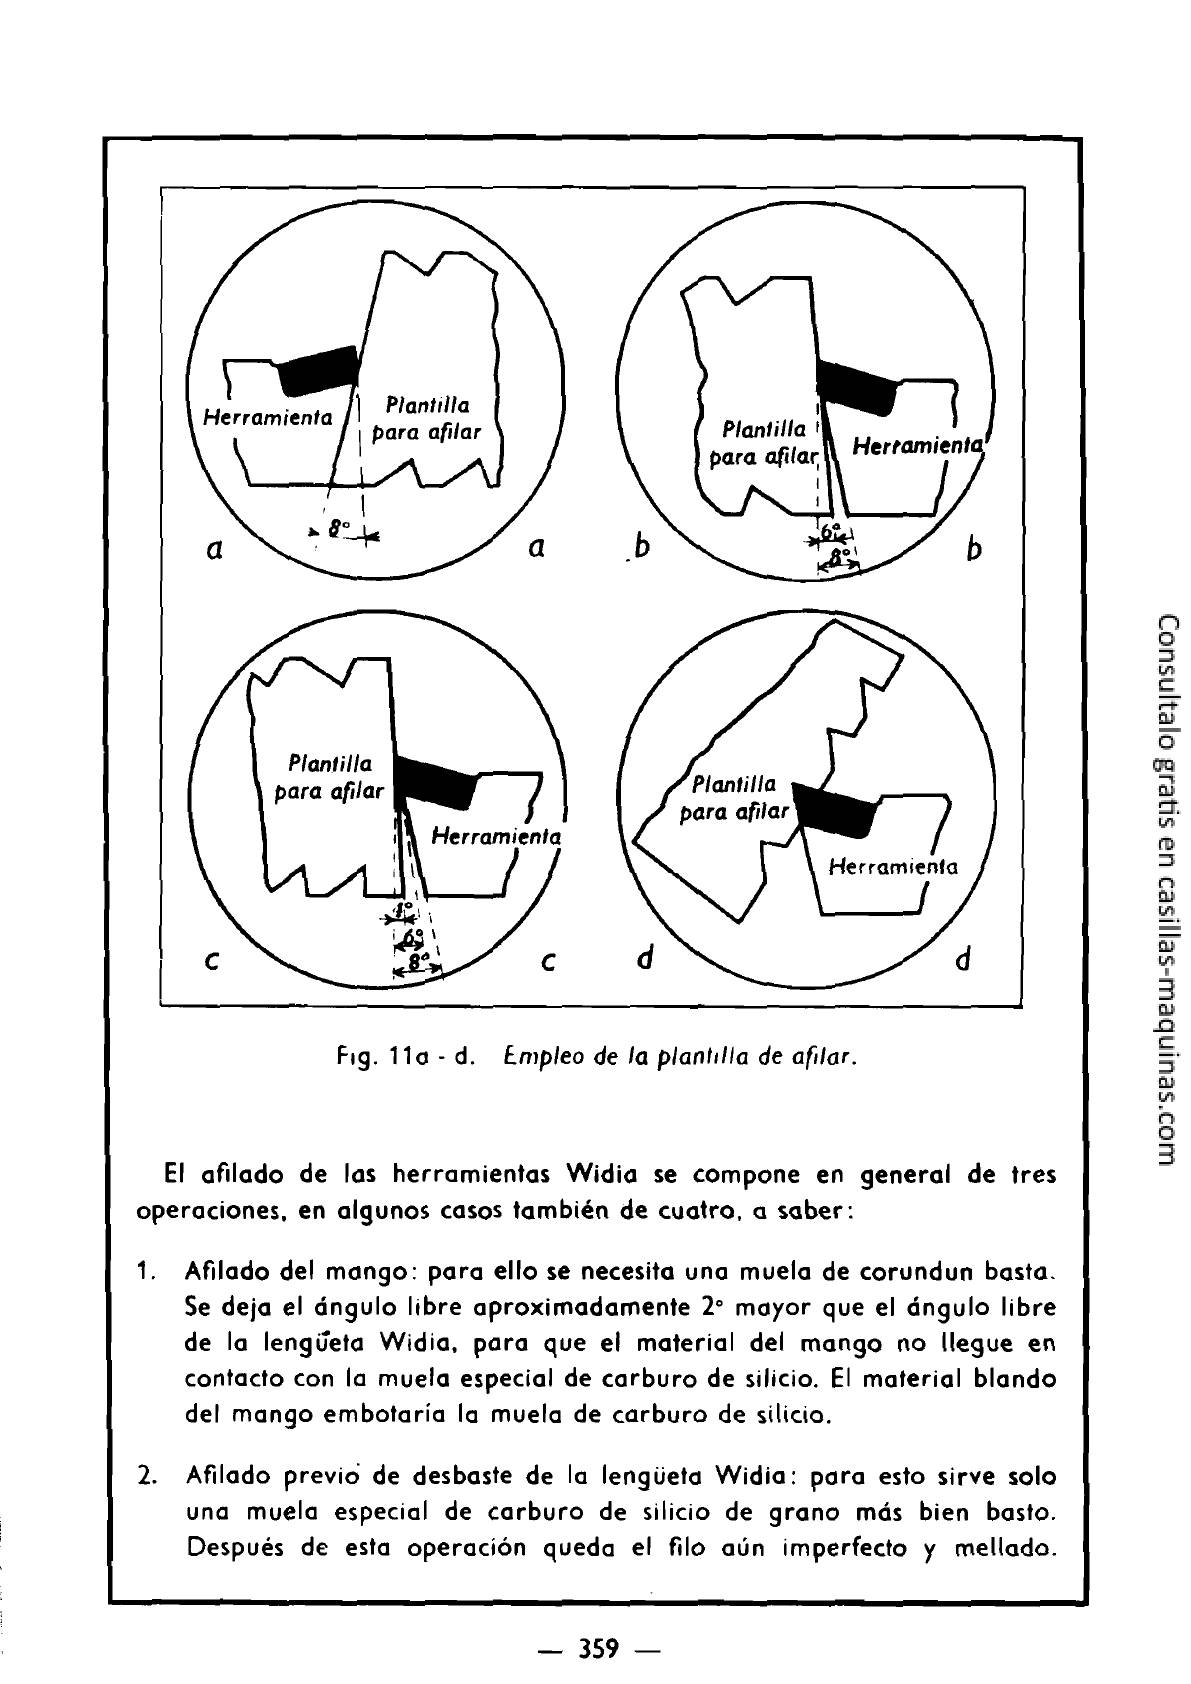 Herramienta
Plantilla
para afilar
8°
a
a
Plantilla
para afilar
Herramienta
6°
8°
b
b
Plantilla
para afilar
Herramienta
4°
6°
8°
c
c
Plantilla
para afilar
Herramienta
d
d
Fig. 11a - d. Empleo de la plantilla de afilar.
El afilado de las herramientas Widia se compone en general de tres
operaciones, en algunos casos también de cuatro, a saber:
1. Afilado del mango: para ello se necesita una muela de corundun basta.
Se deja el ángulo libre aproximadamente 2° mayor que el ángulo libre
de la lengüeta Widia, para que el material del mango no llegue en
contacto con la muela especial de carburo de silicio. El material blando
del mango embotaría la muela de carburo de silicio.
2. Afilado previo de desbaste de la lengüeta Widia: para esto sirve solo
una muela especial de carburo de silicio de grano más bien basto.
Después de esta operación queda el filo aún imperfecto y mellado.
— 359 —
Consultalo gratis en casillas-maquinas.com